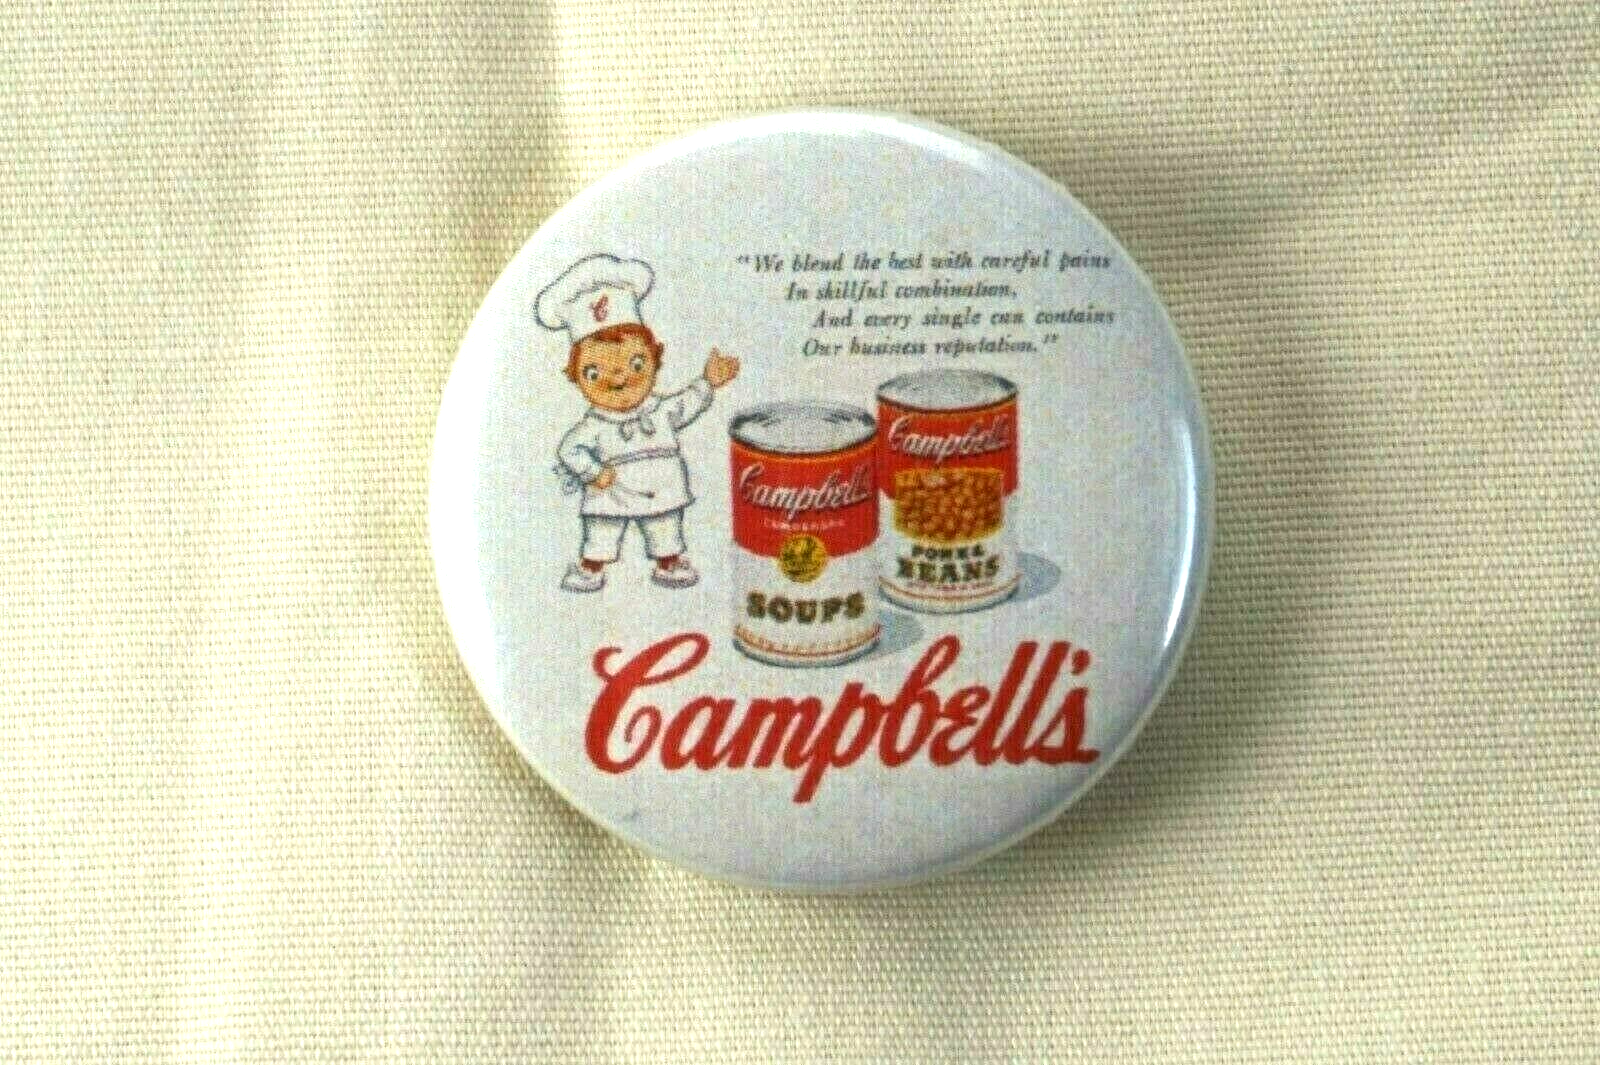 "We blend the best with careful pains
In skillful combination,
And every single can contains
Our business reputation."
C
Campbell's
CONDENSED
SOUPS
Campbell's
PORK &
BEANS
Campbell's